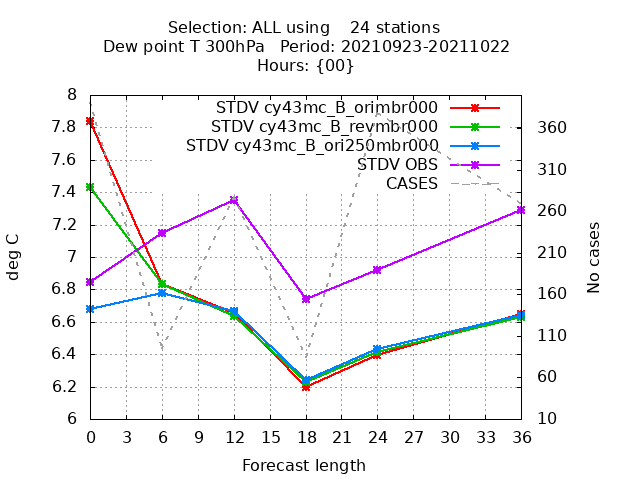 Selection: ALL using    24 stations
Dew point T 300hPa   Period: 20210923-20211022
Hours: {00}
STDV cy43mc_B_orimbr000
STDV cy43mc_B_revmbr000
STDV cy43mc_B_ori250mbr000
STDV OBS
CASES
deg C
8
7.8
7.6
7.4
7.2
7
6.8
6.6
6.4
6.2
6
No cases
360
310
260
210
160
110
60
10
0 3 6 9 12 15 18 21 24 27 30 33 36
Forecast length